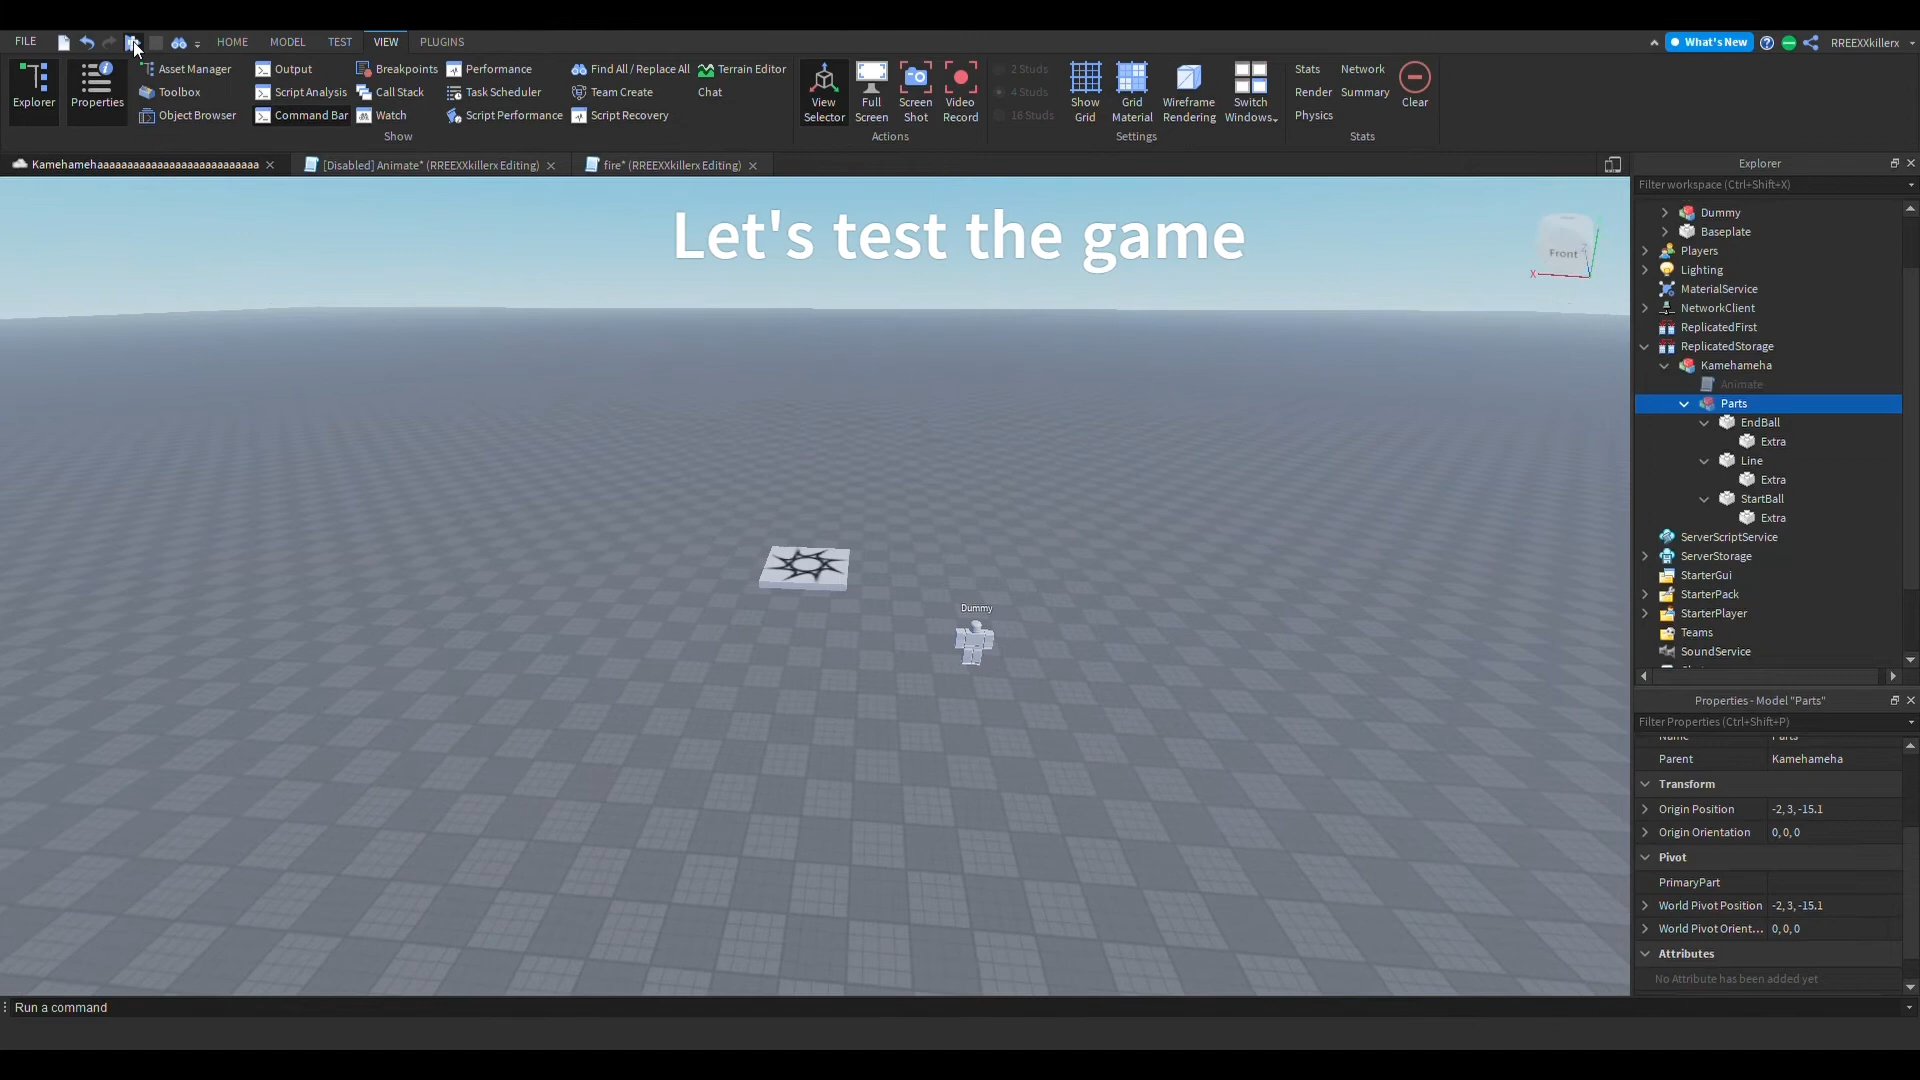 FILE HOME MODEL TEST VIEW PLUGINS What's New RREEXXkillerx
Explorer
Properties
Asset Manager
Toolbox
Object Browser
Output
Script Analysis
Command Bar
Breakpoints
Call Stack
Watch
Performance
Task Scheduler
Script Performance
Find All / Replace All
Team Create
Script Recovery
Terrain Editor
Chat
Show
View
Selector
Full
Screen
Screen
Shot
Video
Record
Actions
2 Studs
4 Studs
16 Studs
Show
Grid
Grid
Material
Wireframe
Rendering
Switch
Windows
Settings
Stats
Render
Physics
Network
Summary
Clear
Stats
Kamehamehaaaaaaaaaaaaaaaaaaaaaaaaaaa [Disabled] Animate* (RREEXXkillerx Editing) fire* (RREEXXkillerx Editing)
Let's test the game
Front
X
Z
Dummy
Explorer
Filter workspace (Ctrl+Shift+X)
Dummy
Baseplate
Players
Lighting
MaterialService
NetworkClient
ReplicatedFirst
ReplicatedStorage
Kamehameha
Animate
Parts
EndBall
Extra
Line
Extra
StartBall
Extra
ServerScriptService
ServerStorage
StarterGui
StarterPack
StarterPlayer
Teams
SoundService
Properties - Model "Parts"
Filter Properties (Ctrl+Shift+P)
Name Parts
Parent Kamehameha
Transform
Origin Position -2, 3, -15.1
Origin Orientation 0, 0, 0
Pivot
PrimaryPart
World Pivot Position -2, 3, -15.1
World Pivot Orient... 0, 0, 0
Attributes
No Attribute has been added yet
Run a command